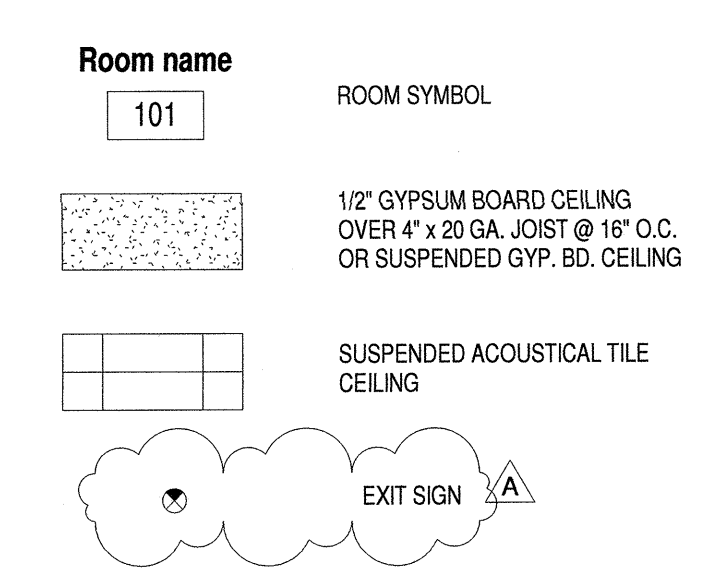 Room name
101
ROOM SYMBOL
1/2" GYPSUM BOARD CEILING
OVER 4" x 20 GA. JOIST @ 16" O.C.
OR SUSPENDED GYP. BD. CEILING
SUSPENDED ACOUSTICAL TILE
CEILING
EXIT SIGN
A